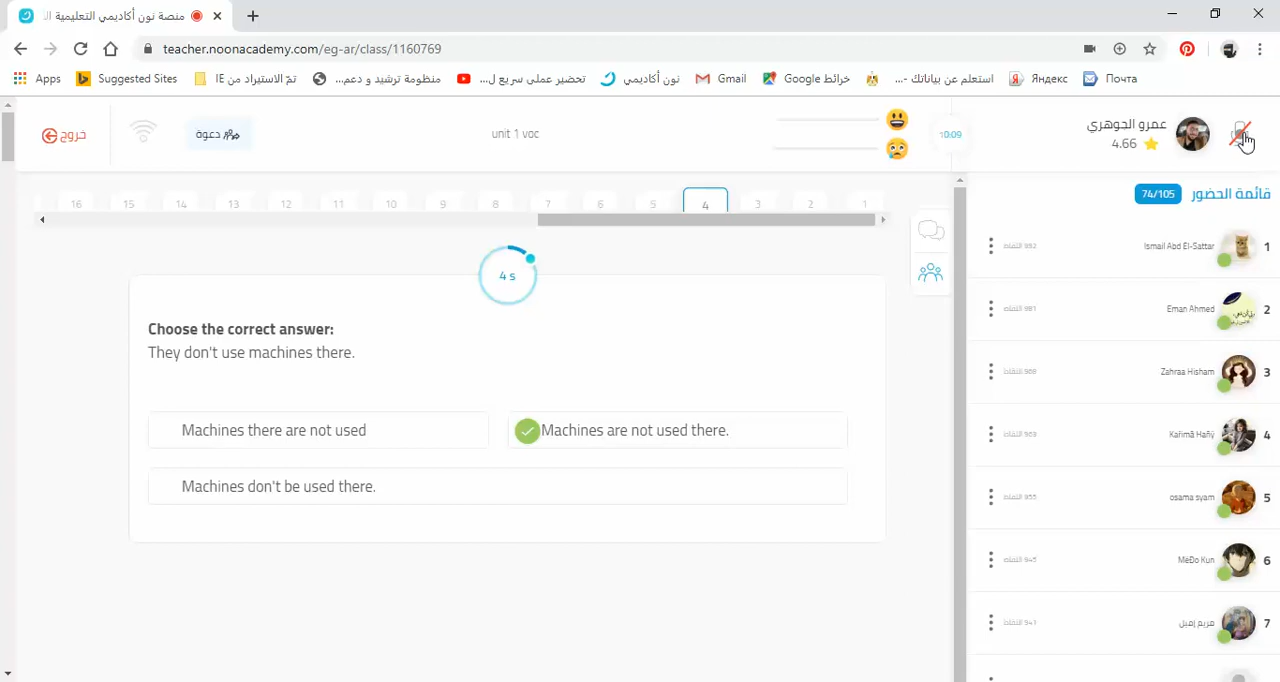 منصة نون أكاديمي التعليمية
teacher.noonacademy.com/eg-ar/class/1160769
Apps
Suggested Sites
تمّ الاستيراد من IE
منظومة ترشيد و دعم...
تحضير عملى سريع ل...
نون أكاديمي
Gmail
خرائط Google
استعلم عن بياناتك -...
Яндекс
Почта
خروج
دعوة
unit 1 voc
10:09
عمرو الجوهري
4.66
16 15 14 13 12 11 10 9 8 7 6 5 4 3 2 1
4 s
Choose the correct answer:
They don't use machines there.
Machines there are not used
Machines are not used there.
Machines don't be used there.
قائمة الحضور
74/105
Ismail Abd El-Sattar
1
Eman Ahmed
2
Zahraa Hisham
3
4
osama syam
5
MeÐo Kun
6
7